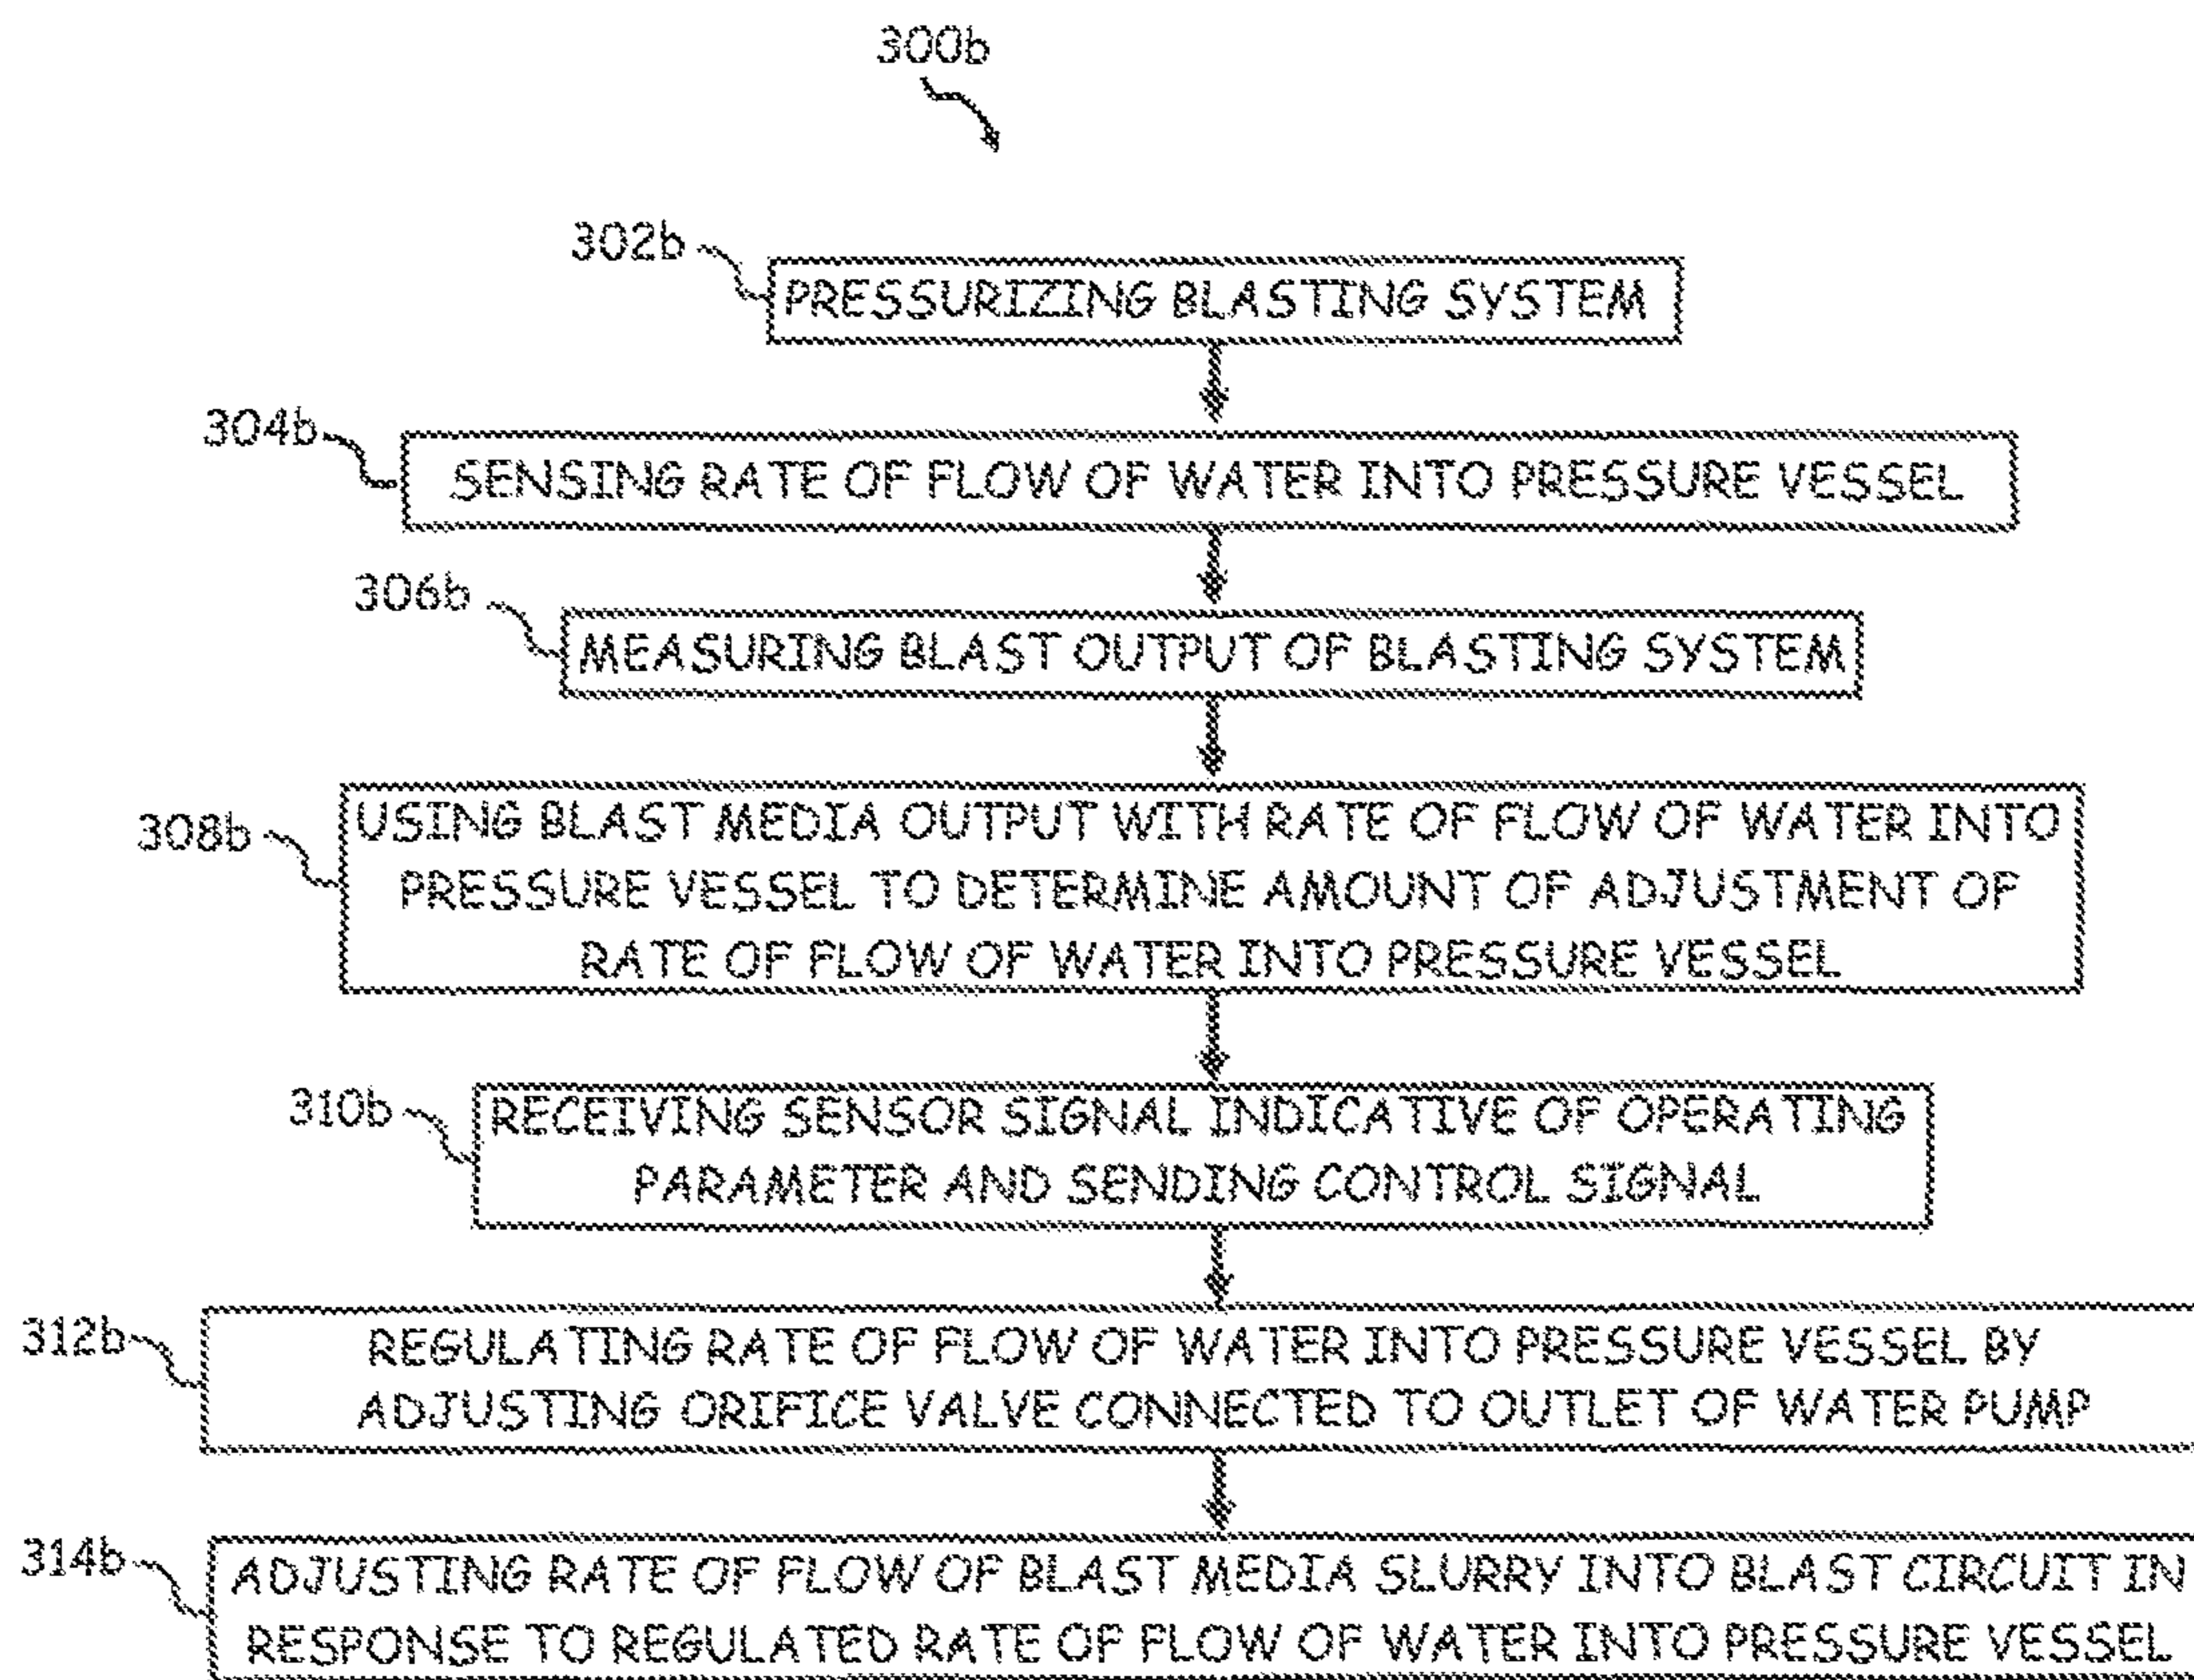 300b
302b
PRESSURIZING BLASTING SYSTEM
304b
SENSING RATE OF FLOW OF WATER INTO PRESSURE VESSEL
306b
MEASURING BLAST OUTPUT OF BLASTING SYSTEM
308b
USING BLAST MEDIA OUTPUT WITH RATE OF FLOW OF WATER INTO
PRESSURE VESSEL TO DETERMINE AMOUNT OF ADJUSTMENT OF
RATE OF FLOW OF WATER INTO PRESSURE VESSEL
310b
RECEIVING SENSOR SIGNAL INDICATIVE OF OPERATING
PARAMETER AND SENDING CONTROL SIGNAL
312b
REGULATING RATE OF FLOW OF WATER INTO PRESSURE VESSEL BY
ADJUSTING ORIFICE VALVE CONNECTED TO OUTLET OF WATER PUMP
314b
ADJUSTING RATE OF FLOW OF BLAST MEDIA SLURRY INTO BLAST CIRCUIT IN
RESPONSE TO REGULATED RATE OF FLOW OF WATER INTO PRESSURE VESSEL